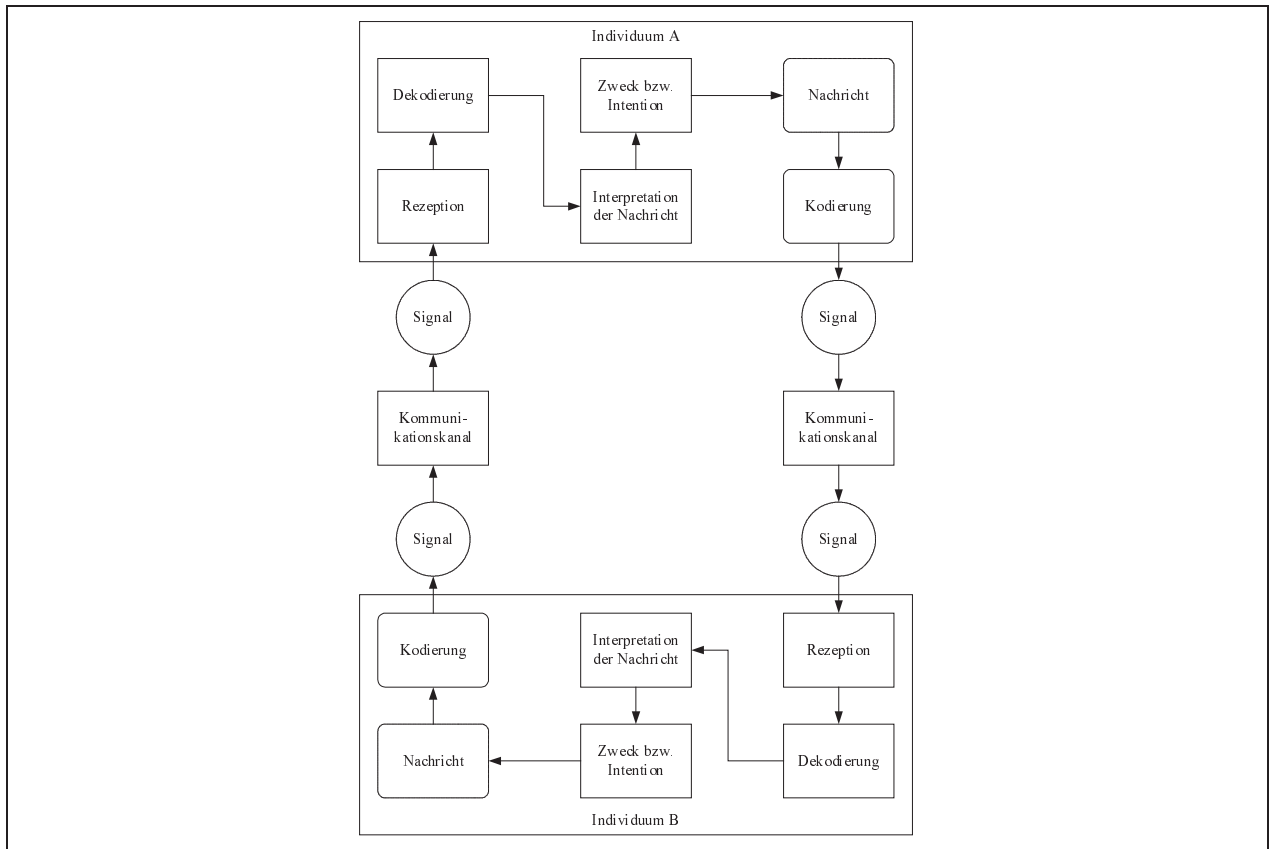 Individuum A
Dekodierung
Zweck bzw.
Intention
Nachricht
Rezeption
Interpretation
der Nachricht
Kodierung
Signal
Signal
Kommuni-
kationskanal
Kommuni-
kationskanal
Signal
Signal
Kodierung
Interpretation
der Nachricht
Rezeption
Nachricht
Zweck bzw.
Intention
Dekodierung
Individuum B